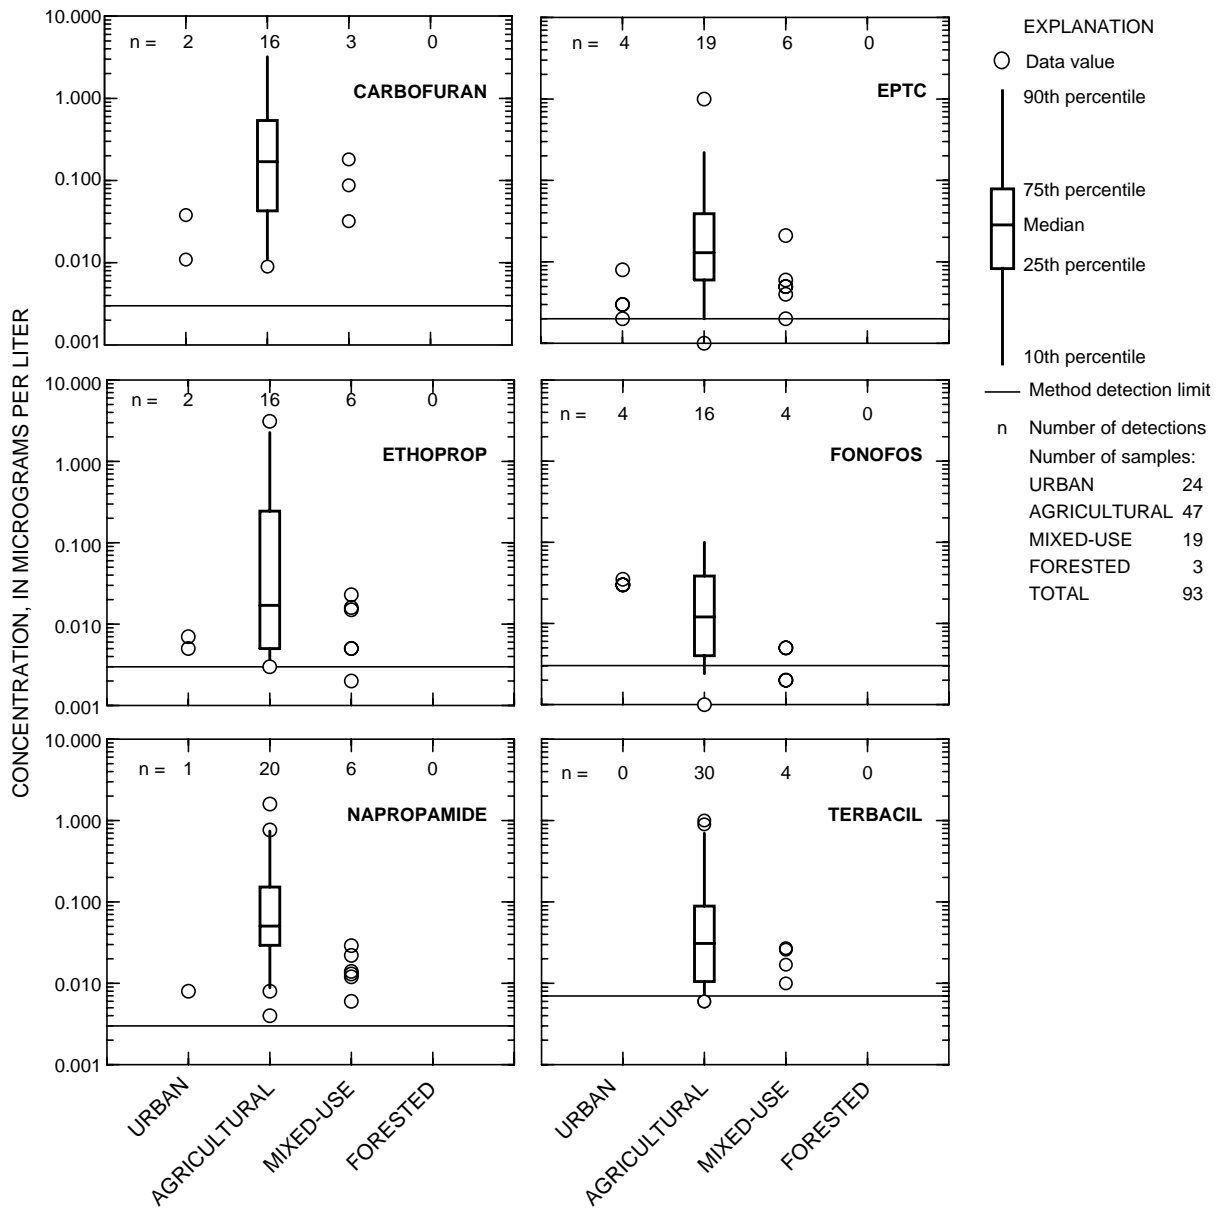 CONCENTRATION, IN MICROGRAMS PER LITER
10.000
1.000
0.100
0.010
0.001
n = 2 16 3 0
CARBOFURAN
n = 4 19 6 0
EPTC
10.000
1.000
0.100
0.010
0.001
n = 2 16 6 0
ETHOPROP
n = 4 16 4 0
FONOFOS
10.000
1.000
0.100
0.010
0.001
n = 1 20 6 0
NAPROPAMIDE
n = 0 30 4 0
TERBACIL
URBAN
AGRICULTURAL
MIXED-USE
FORESTED
URBAN
AGRICULTURAL
MIXED-USE
FORESTED
EXPLANATION
Data value
90th percentile
75th percentile
Median
25th percentile
10th percentile
Method detection limit
n Number of detections
Number of samples:
URBAN 24
AGRICULTURAL 47
MIXED-USE 19
FORESTED 3
TOTAL 93